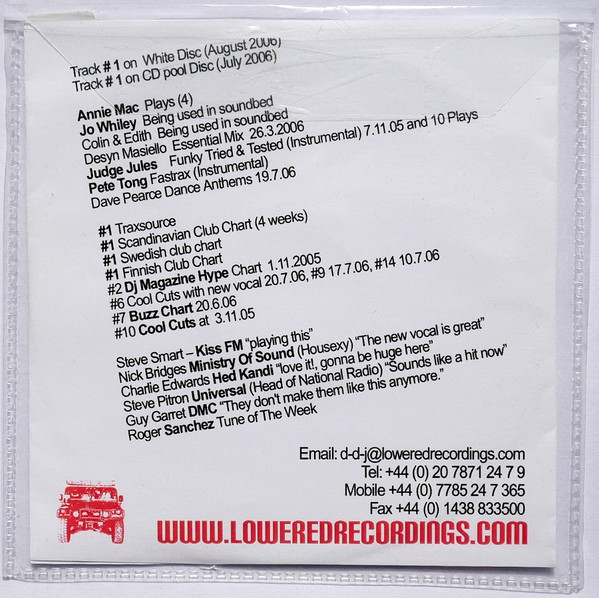 Track # 1 on White Disc (August 2006)
Track # 1 on CD pool Disc (July 2006)
Annie Mac Plays (4)
Jo Whiley Being used in soundbed
Colin & Edith Being used in soundbed
Desyn Masiello Essential Mix 26.3.2006
Judge Jules Funky Tried & Tested (Instrumental) 7.11.05 and 10 Plays
Pete Tong Fastrax (Instrumental)
Dave Pearce Dance Anthems 19.7.06
#1 Traxsource
#1 Scandinavian Club Chart (4 weeks)
#1 Swedish club chart
#1 Finnish Club Chart
#2 Dj Magazine Hype Chart 1.11.2005
#6 Cool Cuts with new vocal 20.7.06, #9 17.7.06, #14 10.7.06
#7 Buzz Chart 20.6.06
#10 Cool Cuts at 3.11.05
Steve Smart – Kiss FM "playing this"
Nick Bridges Ministry Of Sound (Housexy) "The new vocal is great"
Charlie Edwards Hed Kandi "love it!, gonna be huge here"
Steve Pitron Universal (Head of National Radio) "Sounds like a hit now"
Guy Garret DMC "They don't make them like this anymore."
Roger Sanchez Tune of The Week
Email: d-d-j@loweredrecordings.com
Tel: +44 (0) 20 7871 24 7 9
Mobile +44 (0) 7785 24 7 365
Fax +44 (0) 1438 833500
WWW.LOWEREDRECORDINGS.COM